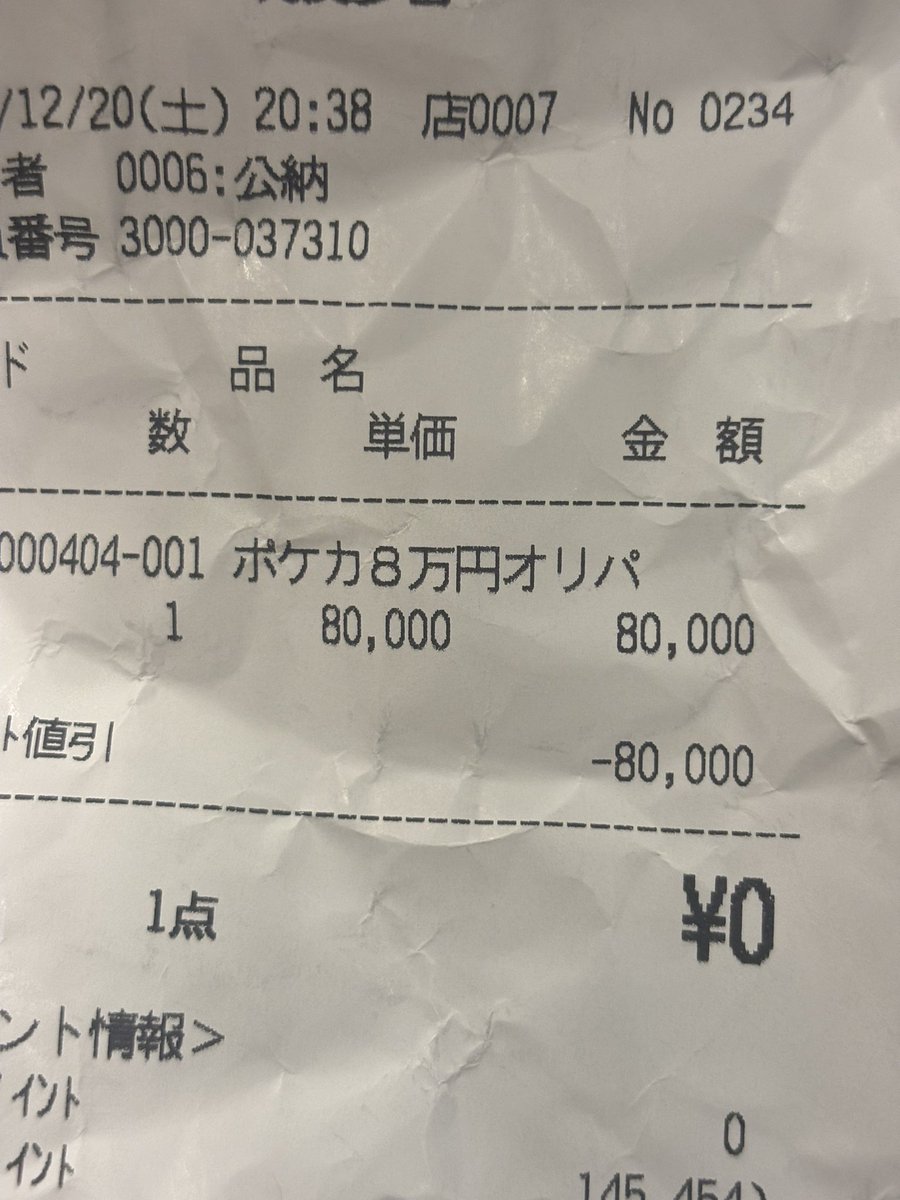 /12/20(土) 20:38 店0007 No 0234
者 0006:公納
番号 3000-037310
ド 品 名
数 単価 金 額
000404-001 ポケカ8万円オリパ
1 80,000 80,000
ト値引 -80,000
1点 ¥0
ント情報>
イント 0
イント 145,454)